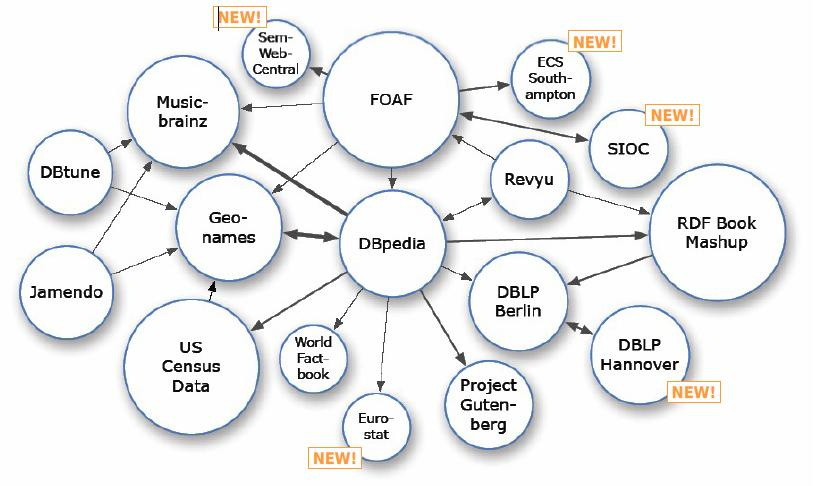 NEW!
Sem-
Web-
Central
NEW!
ECS
South-
ampton
FOAF
Music-
brainz
NEW!
SIOC
DBtune
Revyu
Geo-
names
DBpedia
RDF Book
Mashup
Jamendo
DBLP
Berlin
US
Census
Data
World
Fact-
book
DBLP
Hannover
NEW!
Project
Guten-
berg
Euro-
stat
NEW!